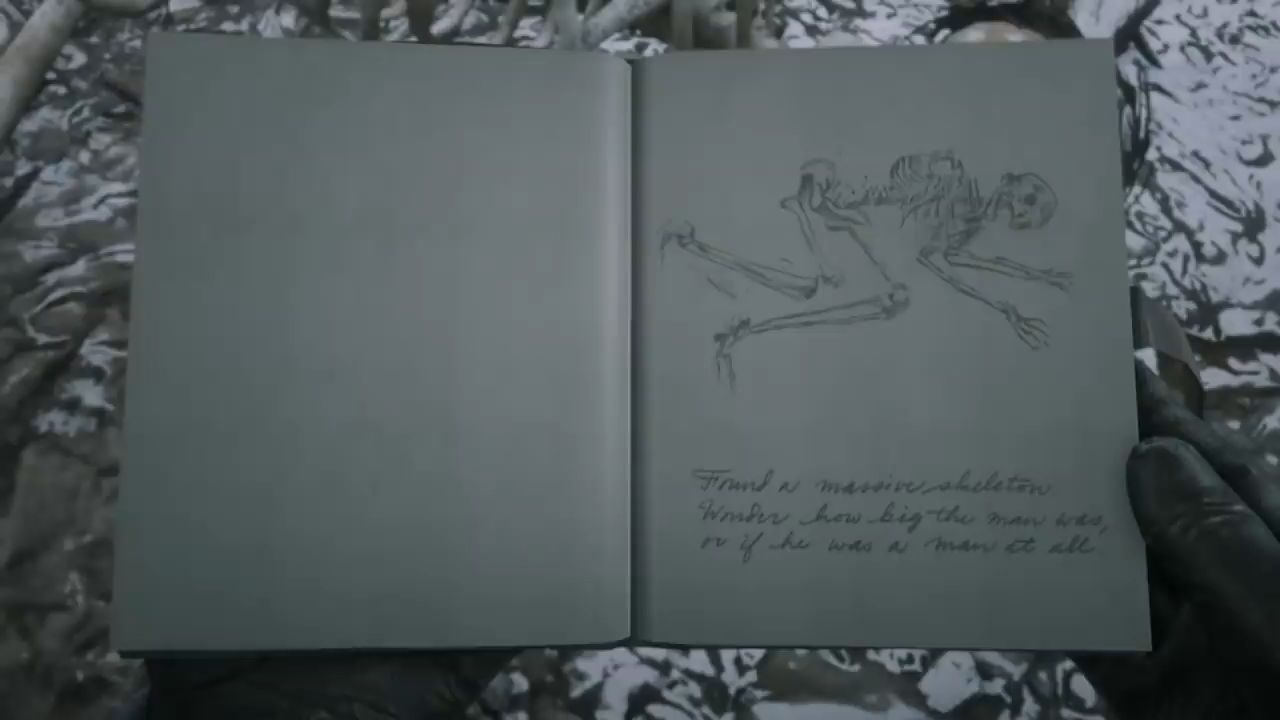 Found a massive skeleton
Wonder how big the man was,
or if he was a man at all